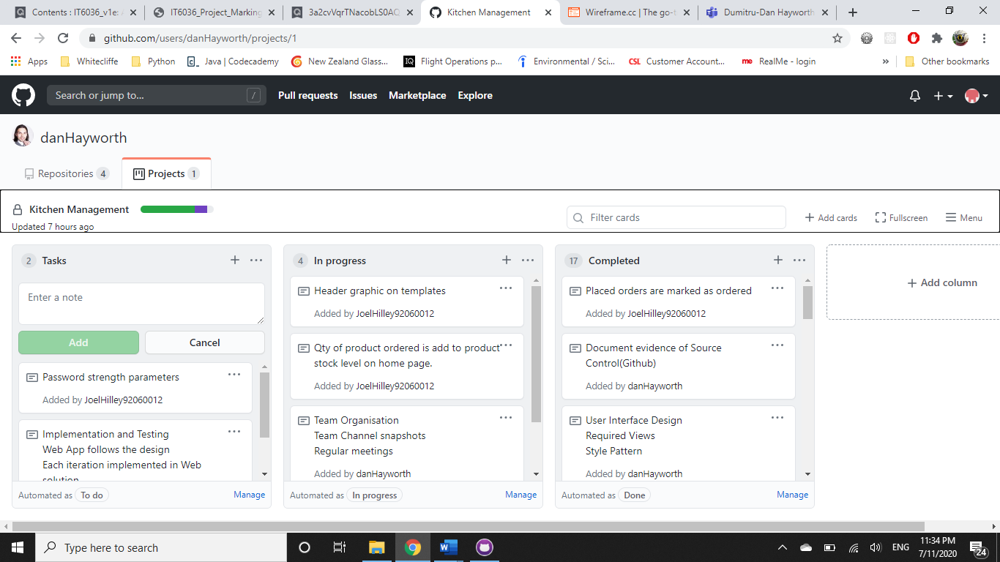 Contents : IT6036_v1e: A
IT6036_Project_Marking
3a2cvVqrTNacobLS0AQ
Kitchen Management
Wireframe.cc | The go-t
Dumitru-Dan Hayworth
github.com/users/danHayworth/projects/1
Apps
Whitecliffe
Python
Java | Codecademy
New Zealand Glass...
IQ
Flight Operations p...
Environmental / Sci...
CSL
Customer Account...
me
RealMe - login
»
Other bookmarks
Search or jump to...
/
Pull requests
Issues
Marketplace
Explore
danHayworth
Repositories 4
Projects 1
Kitchen Management
Updated 7 hours ago
Filter cards
+ Add cards
Fullscreen
Menu
2 Tasks
Enter a note
Add
Cancel
Password strength parameters
Added by JoelHilley92060012
Implementation and Testing
Web App follows the design
Each iteration implemented in Web
solution
Automated as To do
Manage
4 In progress
Header graphic on templates
Added by JoelHilley92060012
Qty of product ordered is add to product
stock level on home page.
Added by JoelHilley92060012
Team Organisation
Team Channel snapshots
Regular meetings
Added by danHayworth
Automated as In progress
Manage
17 Completed
Placed orders are marked as ordered
Added by JoelHilley92060012
Document evidence of Source
Control(Github)
Added by danHayworth
User Interface Design
Required Views
Style Pattern
Added by danHayworth
Automated as Done
Manage
+ Add column
Type here to search
ENG
11:34 PM
7/11/2020
24